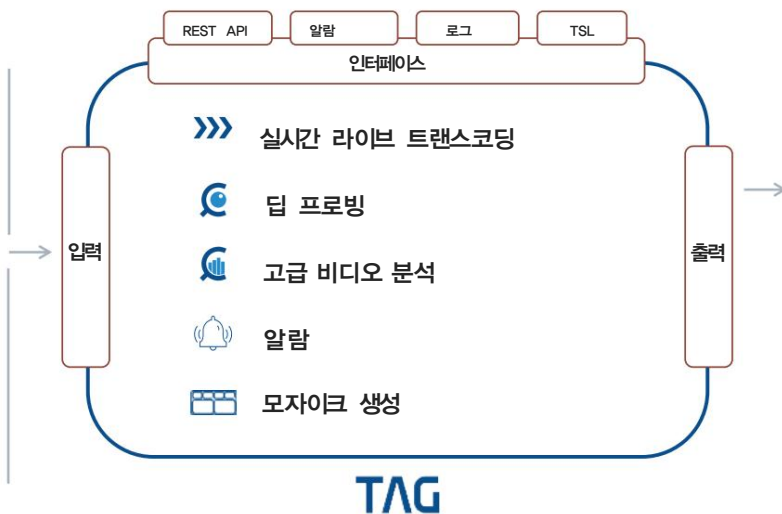 REST API 알람 로그 TSL
인터페이스
실시간 라이브 트랜스코딩
딥 프로빙
입력
출력
고급 비디오 분석
알람
모자이크 생성
TAG